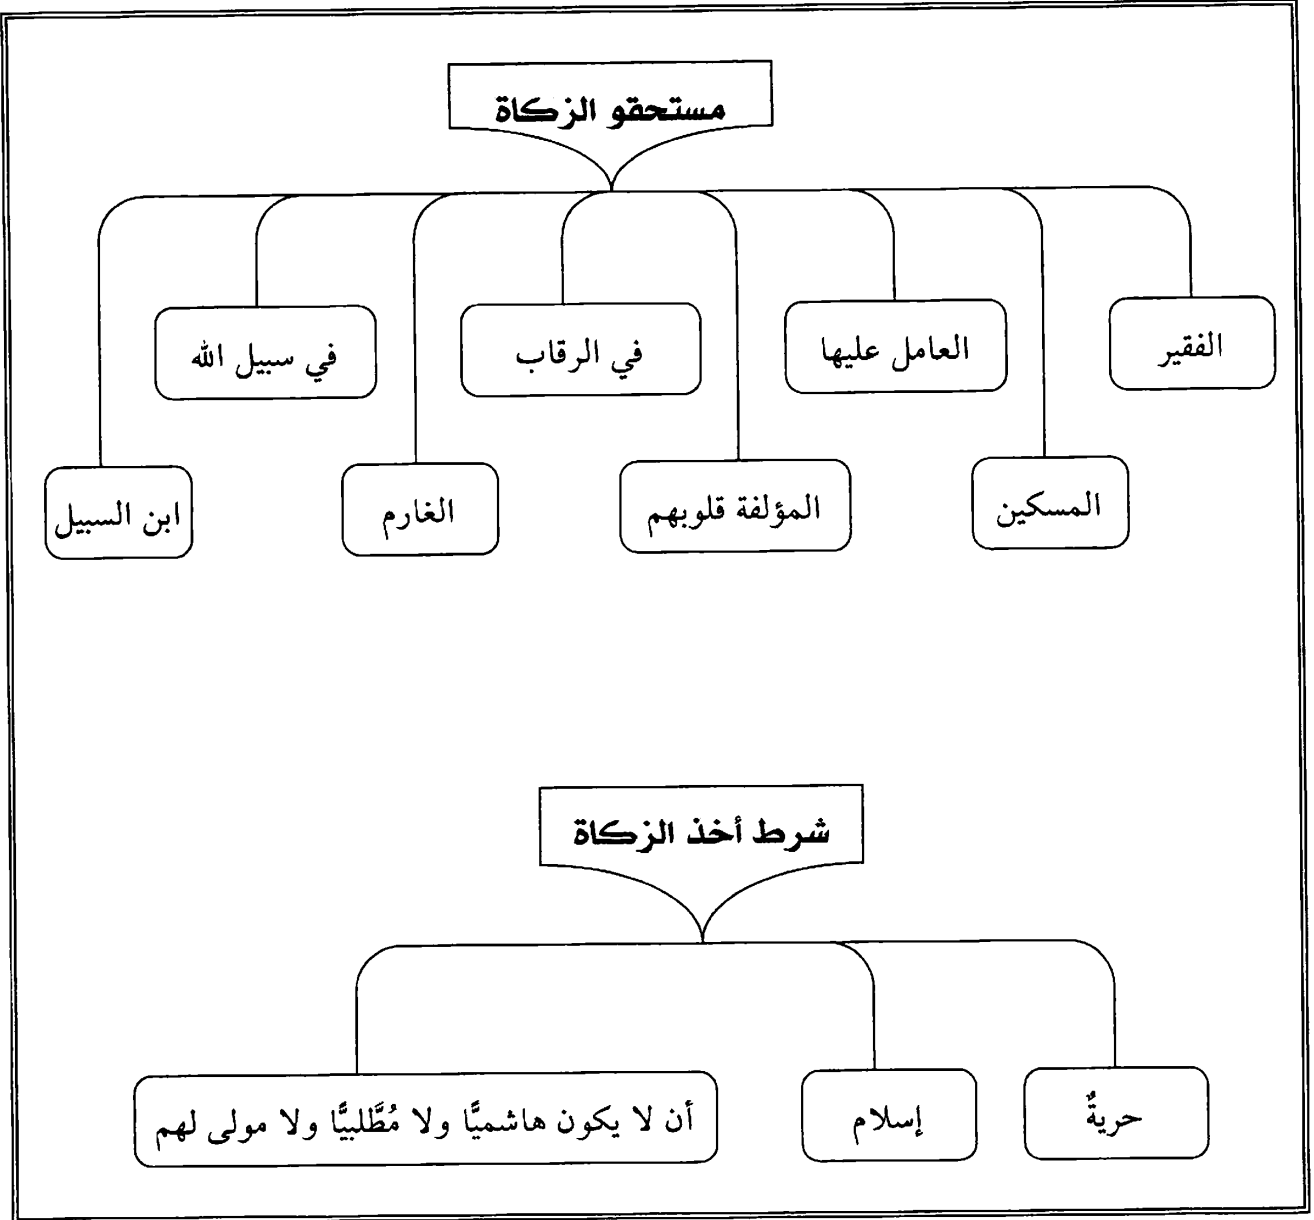 مستحقو الزكاة
الفقير
المسكين
العامل عليها
المؤلفة قلوبهم
في الرقاب
الغارم
في سبيل الله
ابن السبيل
شرط أخذ الزكاة
حريةٌ
إسلام
أن لا يكون هاشميًّا ولا مُطَّلبيًّا ولا مولى لهم